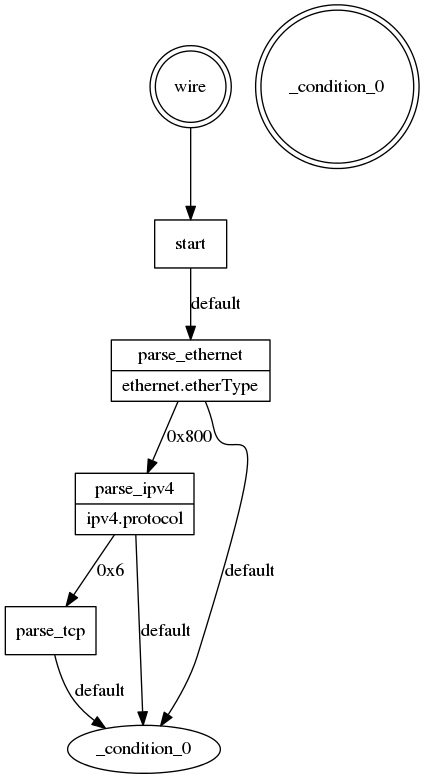 wire
_condition_0
start
default
parse_ethernet
ethernet.etherType
0x800
parse_ipv4
ipv4.protocol
0x6
default
parse_tcp
default
default
_condition_0